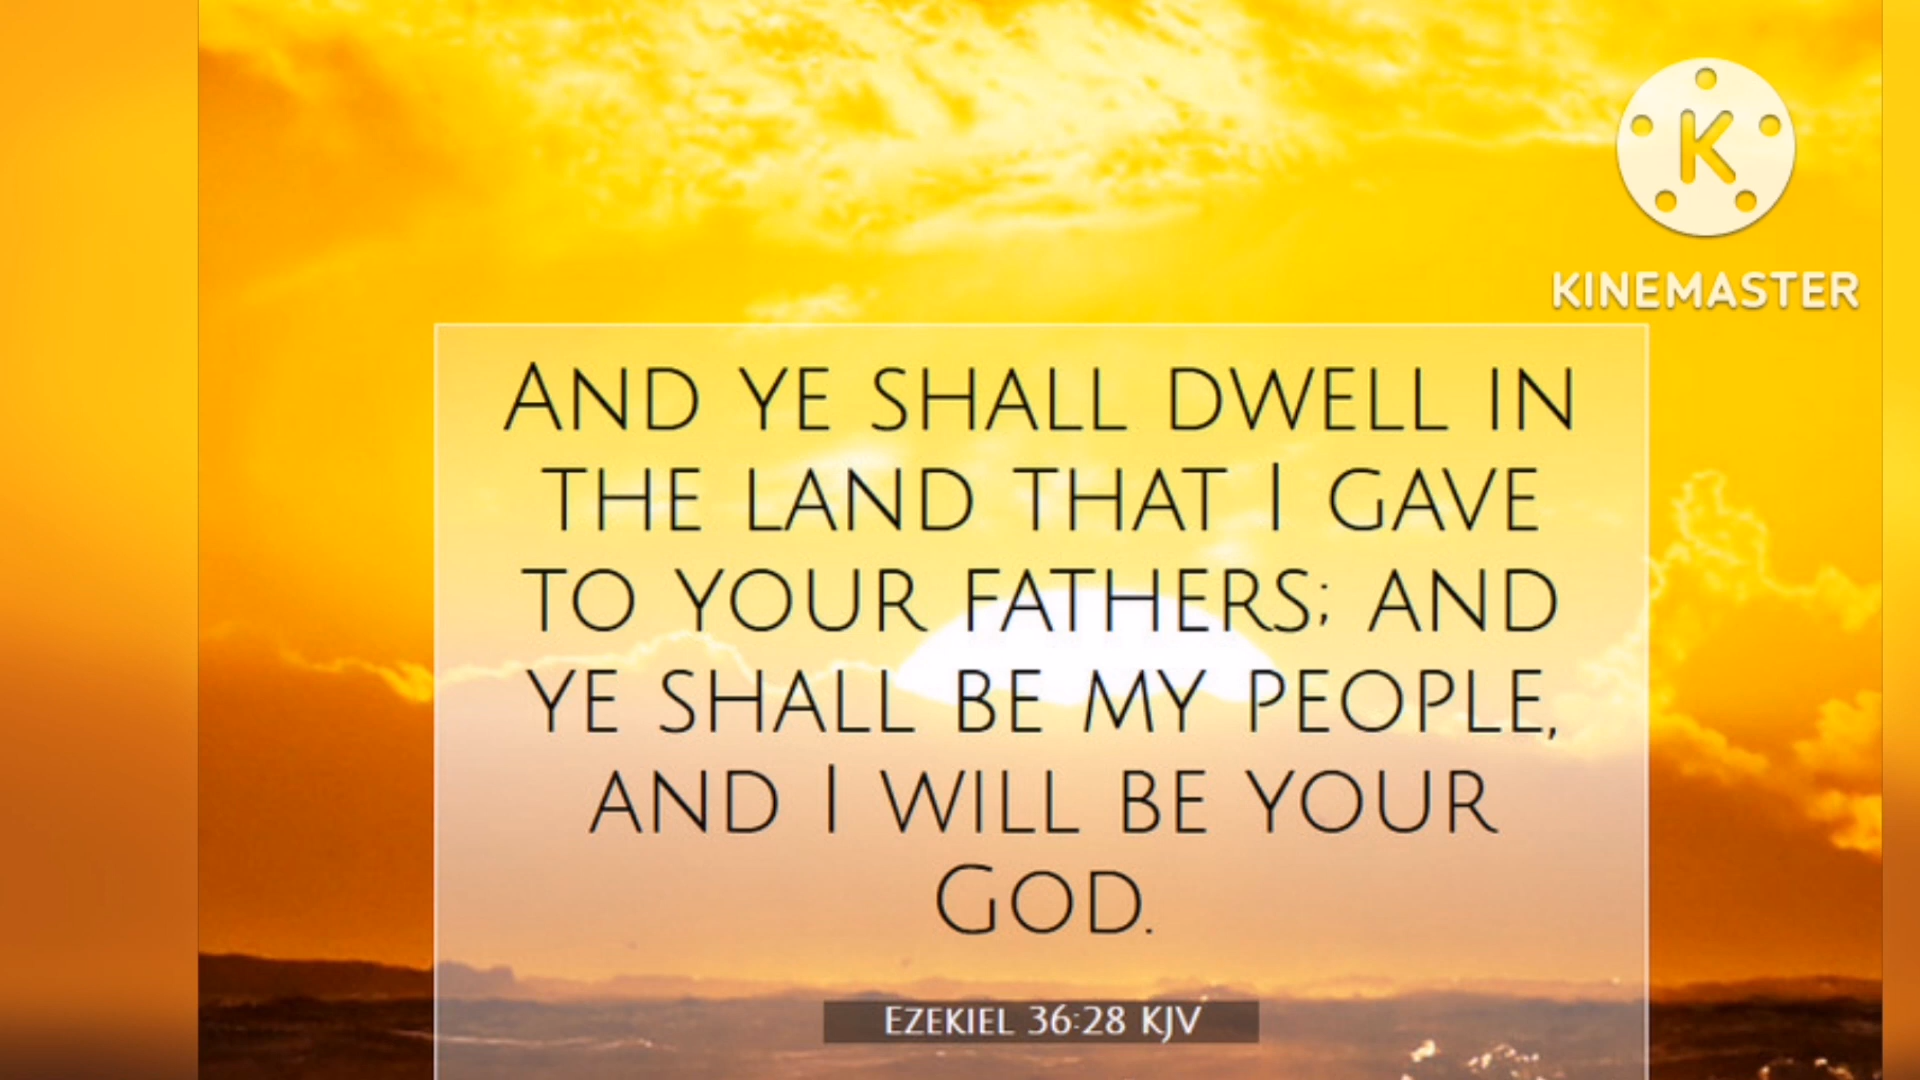 K
KINEMASTER
AND YE SHALL DWELL IN
THE LAND THAT I GAVE
TO YOUR FATHERS; AND
YE SHALL BE MY PEOPLE,
AND I WILL BE YOUR
GOD.
EZEKIEL 36:28 KJV